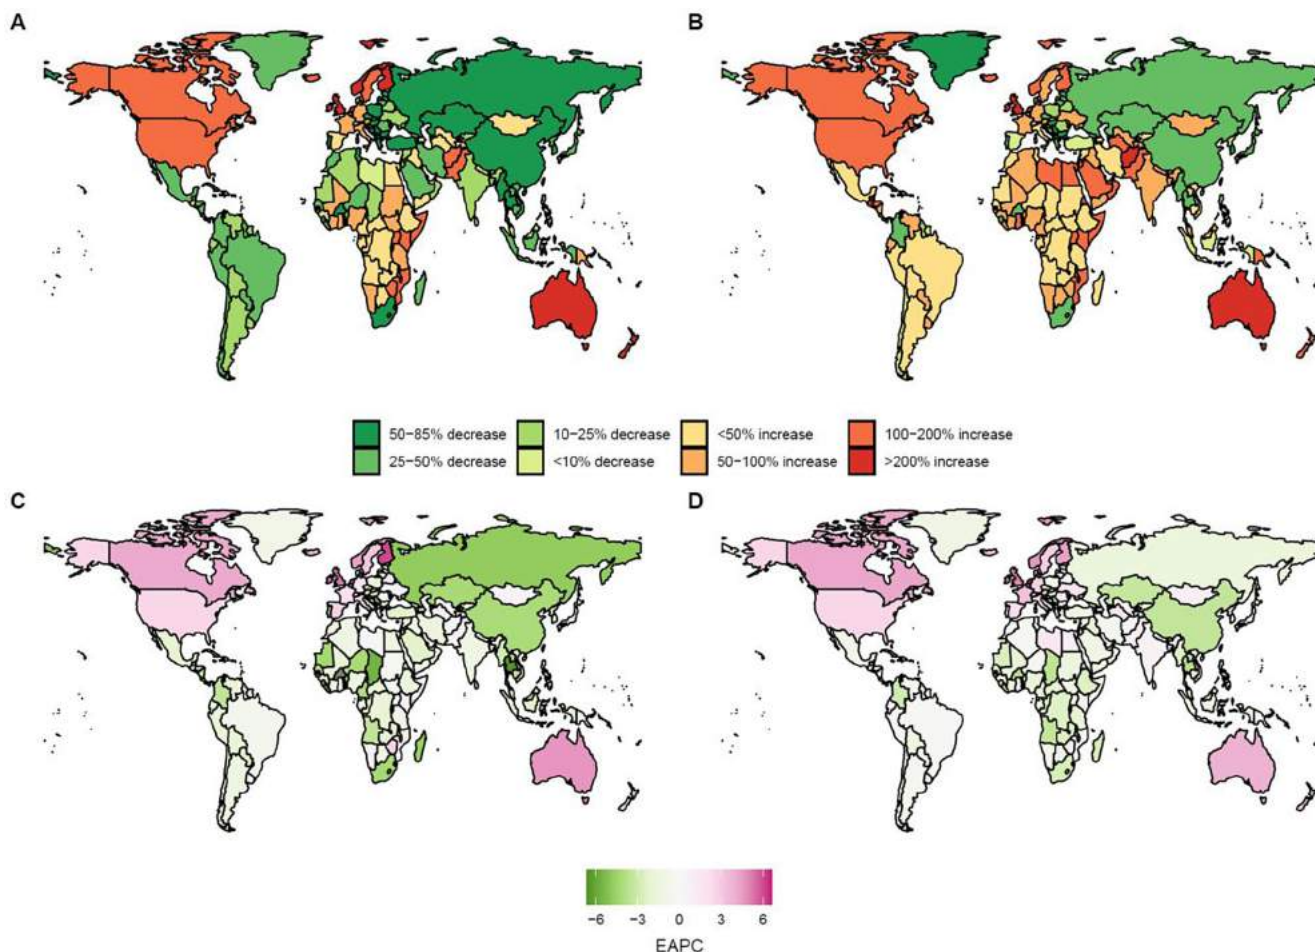 A
B
50−85% decrease
10−25% decrease
<50% increase
100−200% increase
25−50% decrease
<10% decrease
50−100% increase
>200% increase
C
D
−6
−3
0
3
6
EAPC